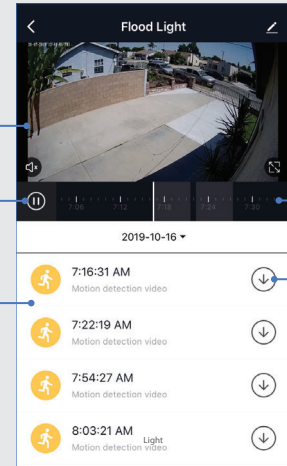 Flood Light
7:06 7:12 7:18 7:24 7:30
2019-10-16
7:16:31 AM
Motion detection video
7:22:19 AM
Motion detection video
7:54:27 AM
Motion detection video
8:03:21 AM
Motion detection video
Light